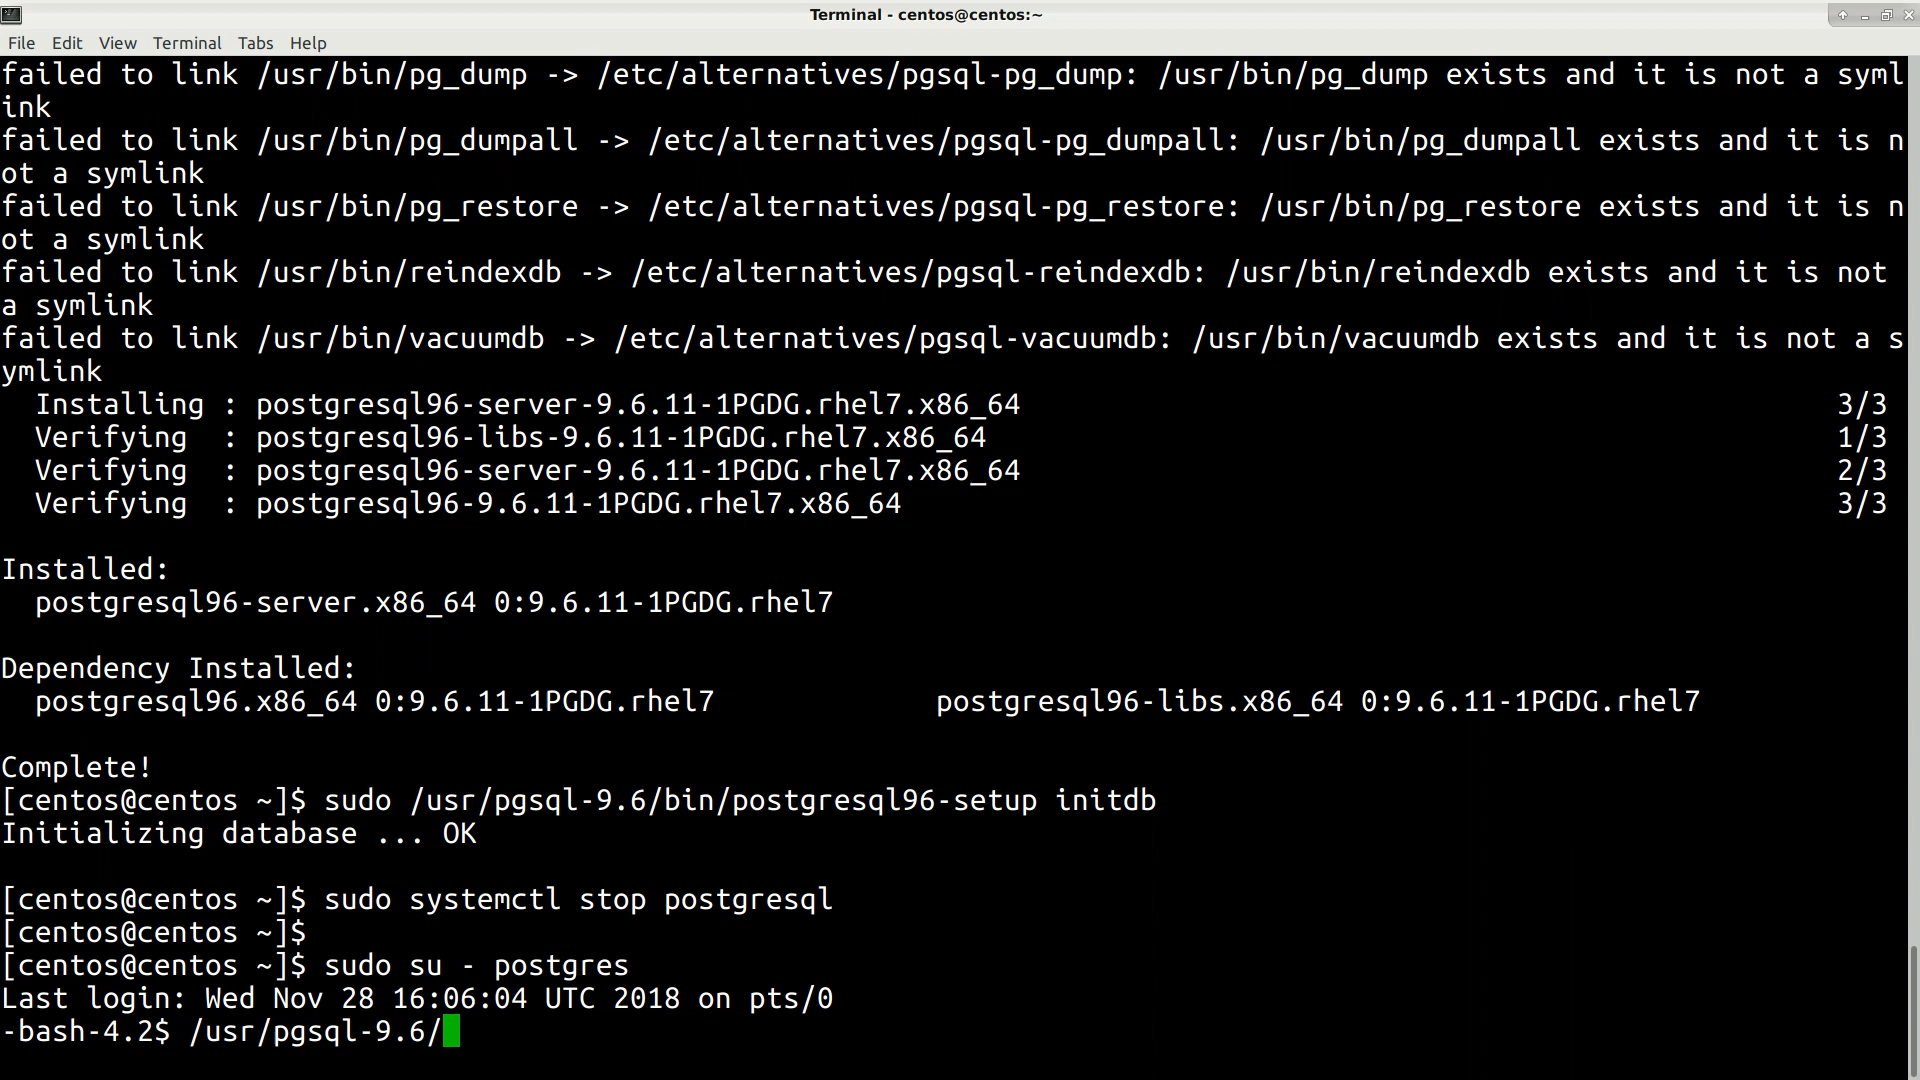 Terminal - centos@centos:~
File Edit View Terminal Tabs Help
failed to link /usr/bin/pg_dump -> /etc/alternatives/pgsql-pg_dump: /usr/bin/pg_dump exists and it is not a syml
ink
failed to link /usr/bin/pg_dumpall -> /etc/alternatives/pgsql-pg_dumpall: /usr/bin/pg_dumpall exists and it is n
ot a symlink
failed to link /usr/bin/pg_restore -> /etc/alternatives/pgsql-pg_restore: /usr/bin/pg_restore exists and it is n
ot a symlink
failed to link /usr/bin/reindexdb -> /etc/alternatives/pgsql-reindexdb: /usr/bin/reindexdb exists and it is not
a symlink
failed to link /usr/bin/vacuumdb -> /etc/alternatives/pgsql-vacuumdb: /usr/bin/vacuumdb exists and it is not a s
ymlink
  Installing : postgresql96-server-9.6.11-1PGDG.rhel7.x86_64 3/3
  Verifying  : postgresql96-libs-9.6.11-1PGDG.rhel7.x86_64 1/3
  Verifying  : postgresql96-server-9.6.11-1PGDG.rhel7.x86_64 2/3
  Verifying  : postgresql96-9.6.11-1PGDG.rhel7.x86_64 3/3
Installed:
  postgresql96-server.x86_64 0:9.6.11-1PGDG.rhel7
Dependency Installed:
  postgresql96.x86_64 0:9.6.11-1PGDG.rhel7 postgresql96-libs.x86_64 0:9.6.11-1PGDG.rhel7
Complete!
[centos@centos ~]$ sudo /usr/pgsql-9.6/bin/postgresql96-setup initdb
Initializing database ... OK
[centos@centos ~]$ sudo systemctl stop postgresql
[centos@centos ~]$
[centos@centos ~]$ sudo su - postgres
Last login: Wed Nov 28 16:06:04 UTC 2018 on pts/0
-bash-4.2$ /usr/pgsql-9.6/